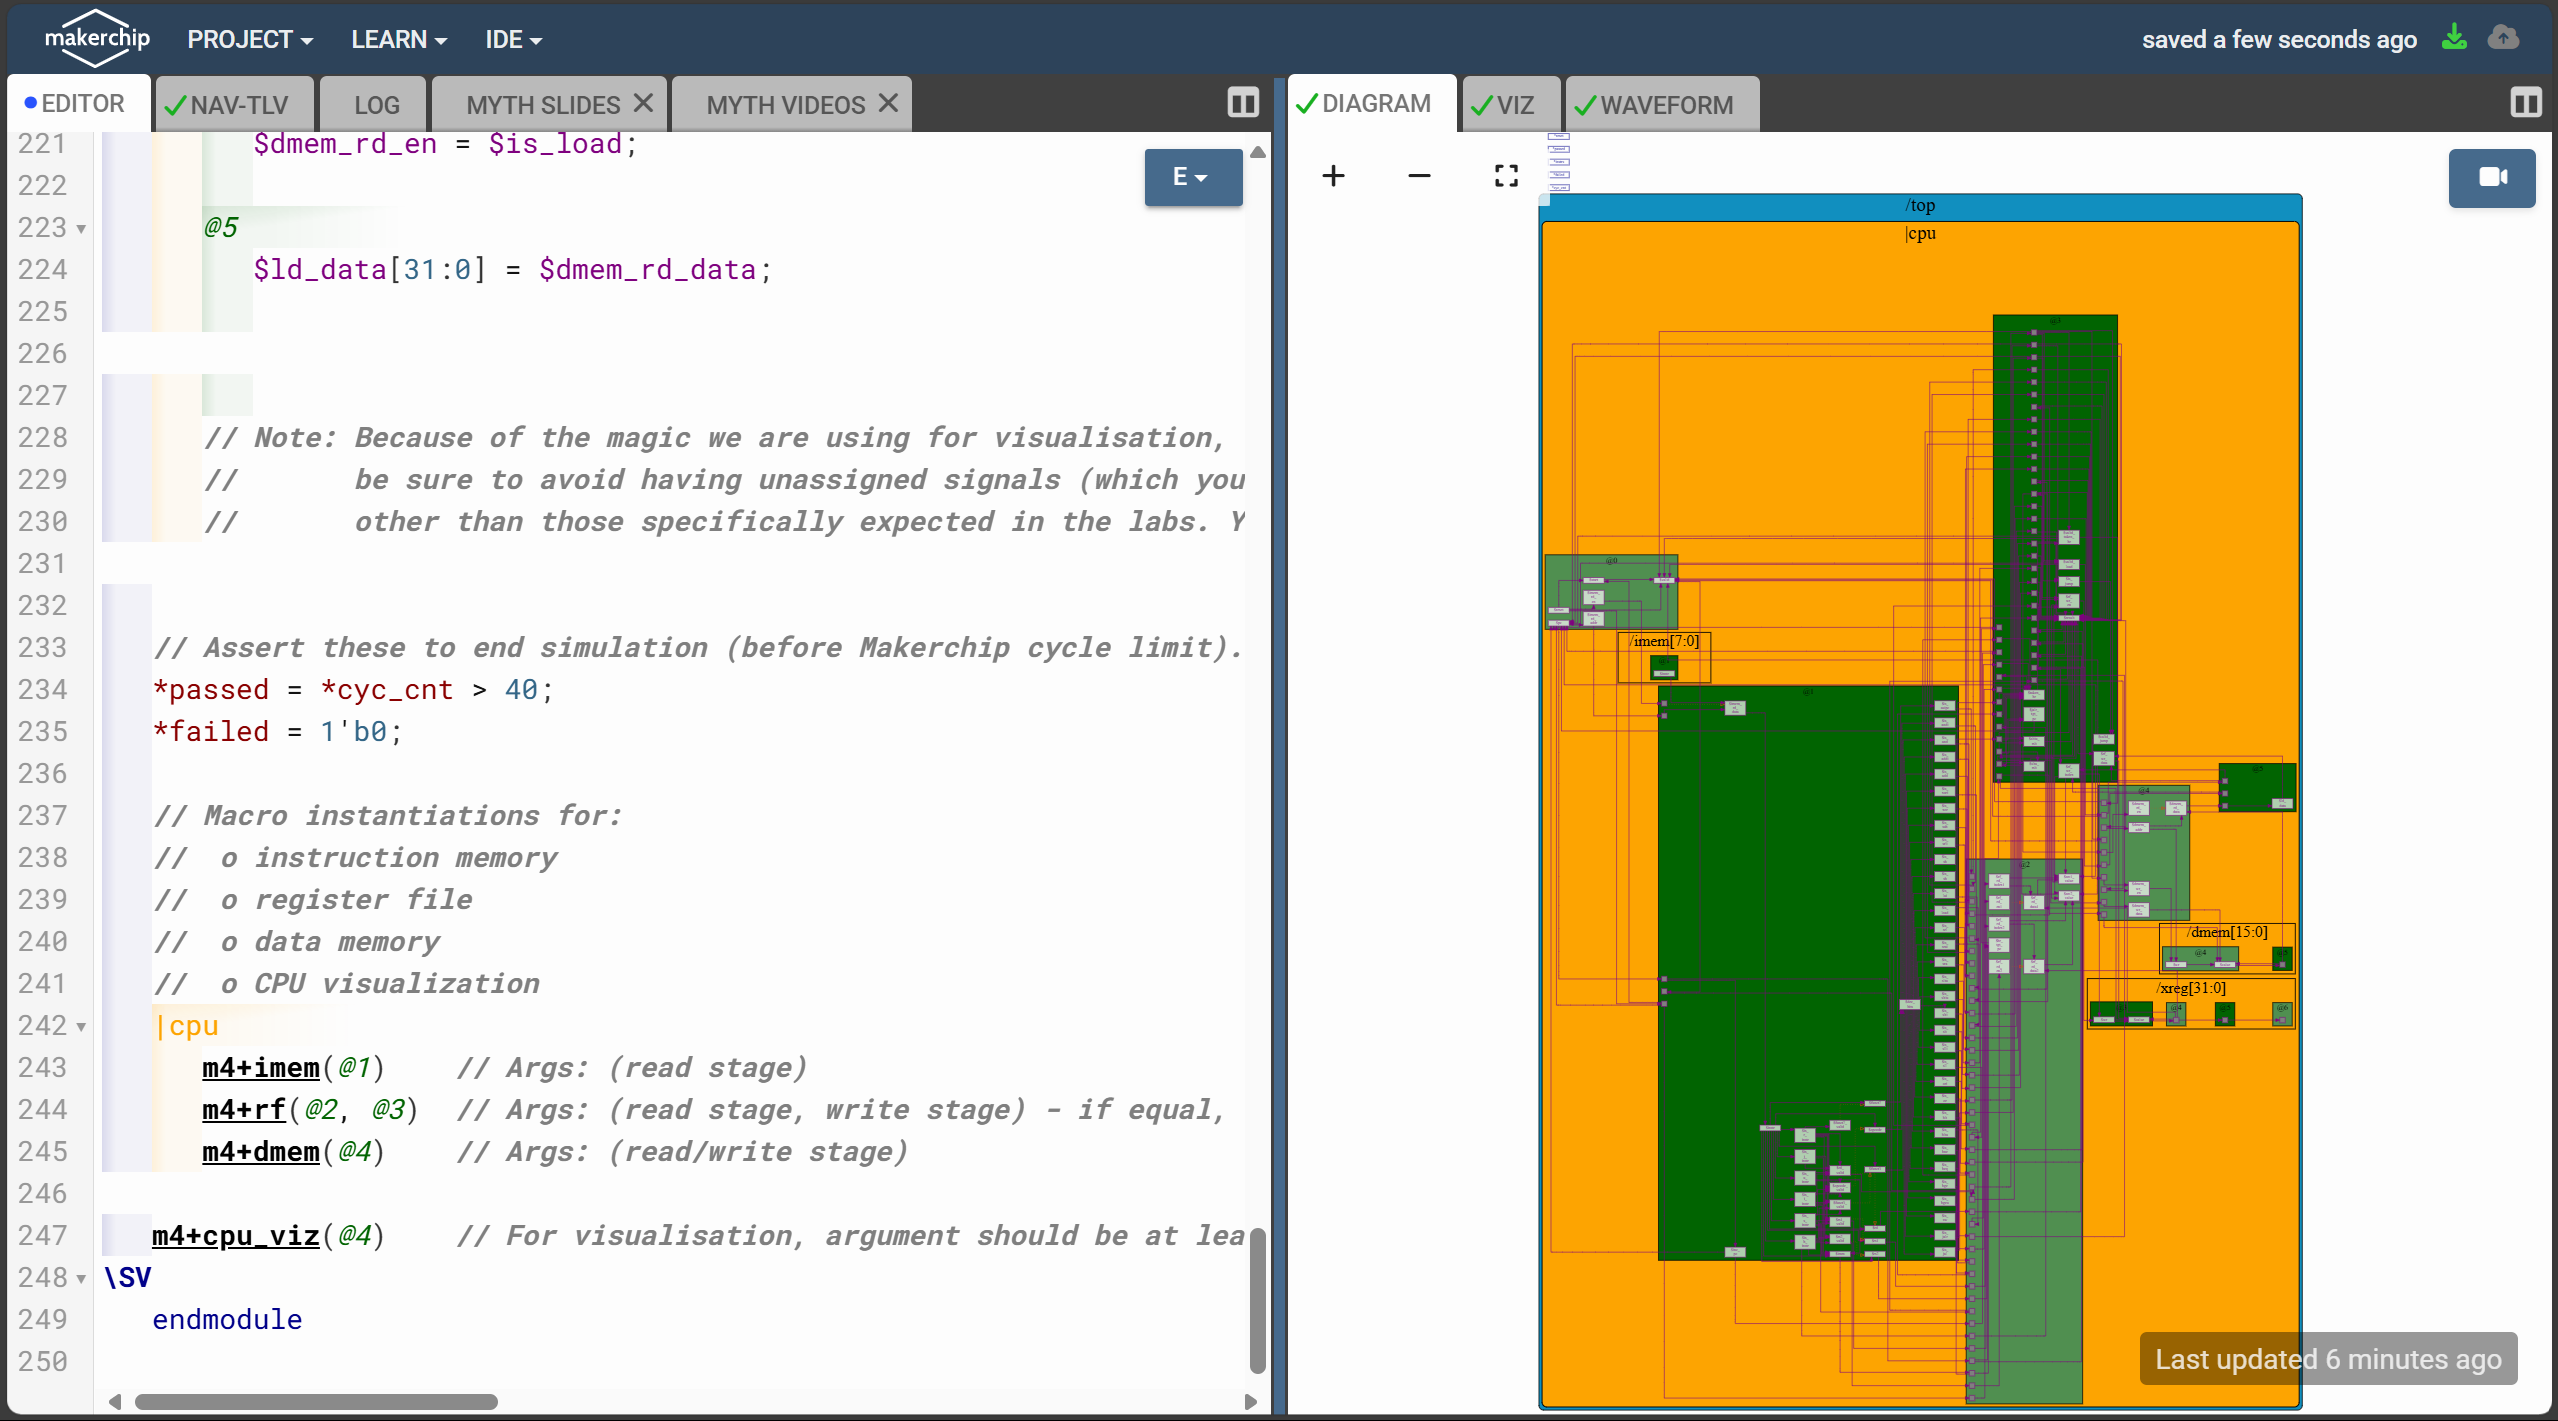 makerchip PROJECT LEARN IDE saved a few seconds ago
EDITOR NAV-TLV LOG MYTH SLIDES MYTH VIDEOS DIAGRAM VIZ WAVEFORM
E
221 $dmem_rd_en = $is_load;
222
223 @5
224 $ld_data[31:0] = $dmem_rd_data;
225
226
227
228 // Note: Because of the magic we are using for visualisation,
229 // be sure to avoid having unassigned signals (which you
230 // other than those specifically expected in the labs. Y
231
232
233 // Assert these to end simulation (before Makerchip cycle limit).
234 *passed = *cyc_cnt > 40;
235 *failed = 1'b0;
236
237 // Macro instantiations for:
238 // o instruction memory
239 // o register file
240 // o data memory
241 // o CPU visualization
242 |cpu
243 m4+imem(@1) // Args: (read stage)
244 m4+rf(@2, @3) // Args: (read stage, write stage) - if equal,
245 m4+dmem(@4) // Args: (read/write stage)
246
247 m4+cpu_viz(@4) // For visualisation, argument should be at lea
248 \SV
249 endmodule
250
/top
|cpu
@0
/imem[7:0]
@4
@2
/dmem[15:0]
@4
/xreg[31:0]
Last updated 6 minutes ago